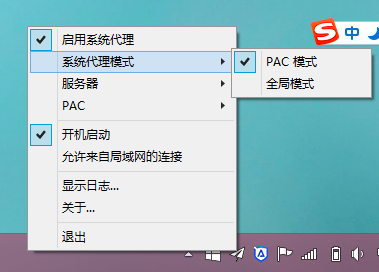 启用系统代理
系统代理模式
服务器
PAC
开机启动
允许来自局域网的连接
显示日志...
关于...
退出
PAC 模式
全局模式
S 中